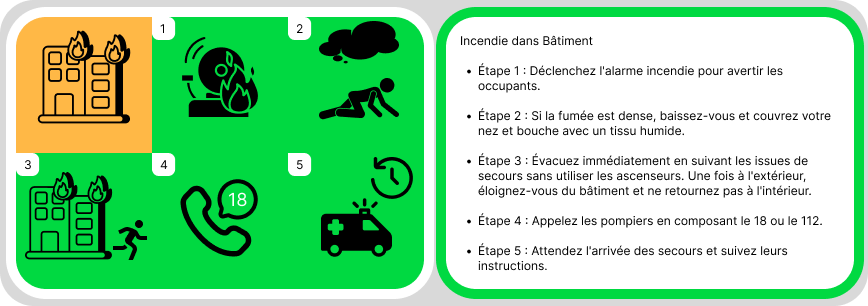 1
2
3
4
5
18
Incendie dans Bâtiment
• Étape 1 : Déclenchez l'alarme incendie pour avertir les
occupants.
• Étape 2 : Si la fumée est dense, baissez-vous et couvrez votre
nez et bouche avec un tissu humide.
• Étape 3 : Évacuez immédiatement en suivant les issues de
secours sans utiliser les ascenseurs. Une fois à l'extérieur,
éloignez-vous du bâtiment et ne retournez pas à l'intérieur.
• Étape 4 : Appelez les pompiers en composant le 18 ou le 112.
• Étape 5 : Attendez l'arrivée des secours et suivez leurs
instructions.